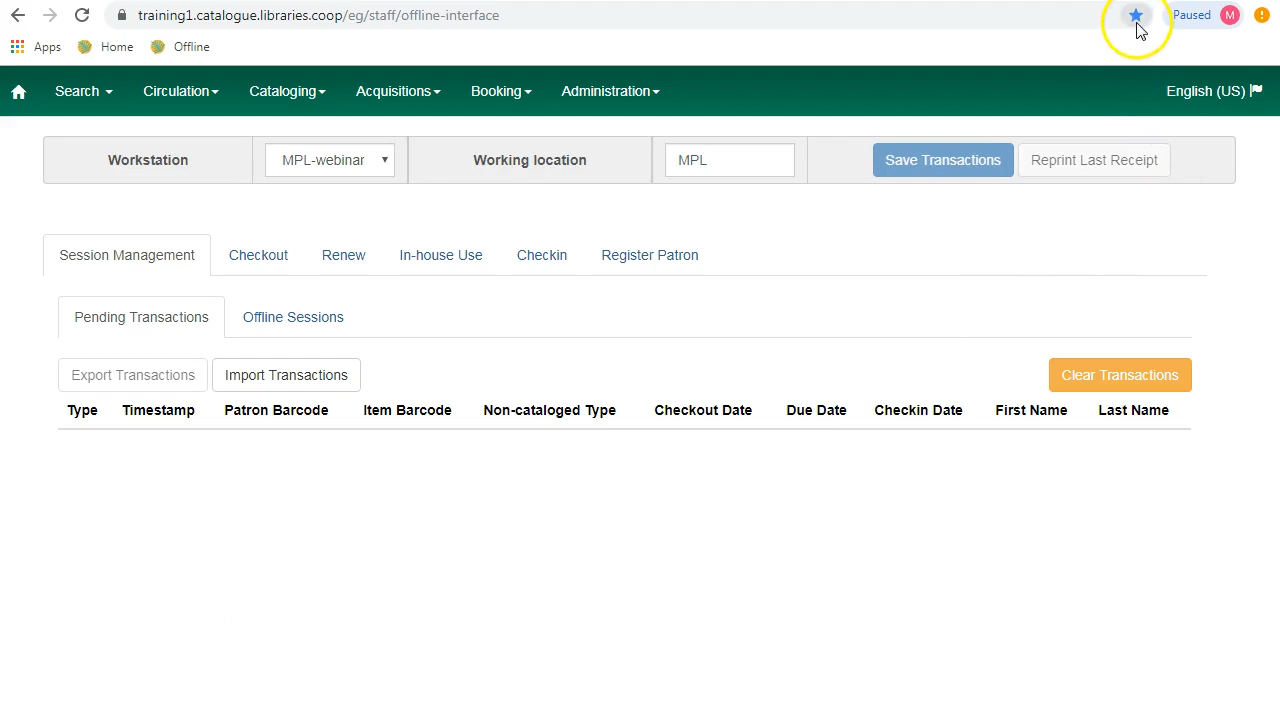 training1.catalogue.libraries.coop/eg/staff/offline-interface Paused M
Apps Home Offline
Search Circulation Cataloging Acquisitions Booking Administration English (US)
Workstation MPL-webinar Working location MPL Save Transactions Reprint Last Receipt
Session Management Checkout Renew In-house Use Checkin Register Patron
Pending Transactions Offline Sessions
Export Transactions Import Transactions Clear Transactions
Type Timestamp Patron Barcode Item Barcode Non-cataloged Type Checkout Date Due Date Checkin Date First Name Last Name